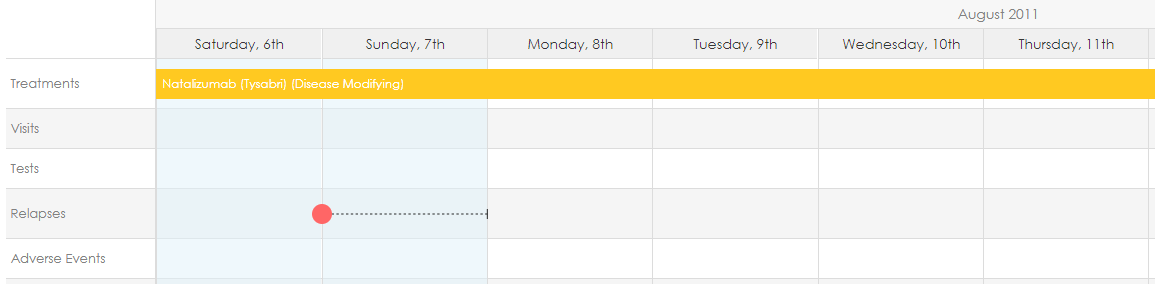 August 2011
Saturday, 6th Sunday, 7th Monday, 8th Tuesday, 9th Wednesday, 10th Thursday, 11th
Treatments Natalizumab (Tysabri) (Disease Modifying)
Visits
Tests
Relapses
Adverse Events